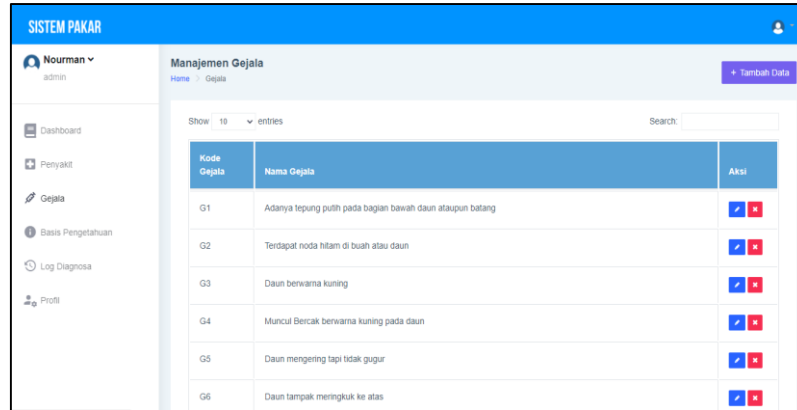 SISTEM PAKAR
Nourman
admin
Dashboard
Penyakit
Gejala
Basis Pengetahuan
Log Diagnosa
Profil
Manajemen Gejala
Home > Gejala
+ Tambah Data
Show 10 entries
Search:
Kode Gejala Nama Gejala Aksi
G1 Adanya tepung putih pada bagian bawah daun ataupun batang
G2 Terdapat noda hitam di buah atau daun
G3 Daun berwarna kuning
G4 Muncul Bercak berwarna kuning pada daun
G5 Daun mengering tapi tidak gugur
G6 Daun tampak meringkuk ke atas